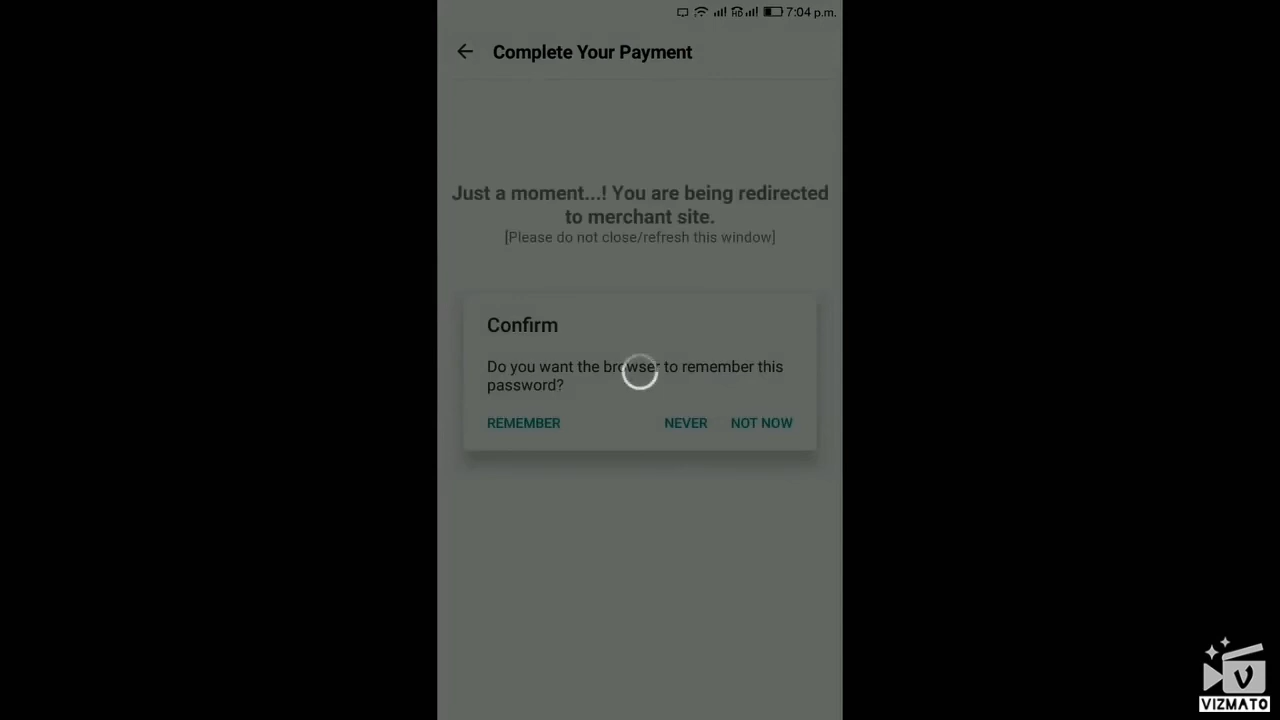 7:04 p.m.
Complete Your Payment
Just a moment...! You are being redirected
to merchant site.
[Please do not close/refresh this window]
Confirm
Do you want the browser to remember this
password?
REMEMBER NEVER NOT NOW
VIZMATO